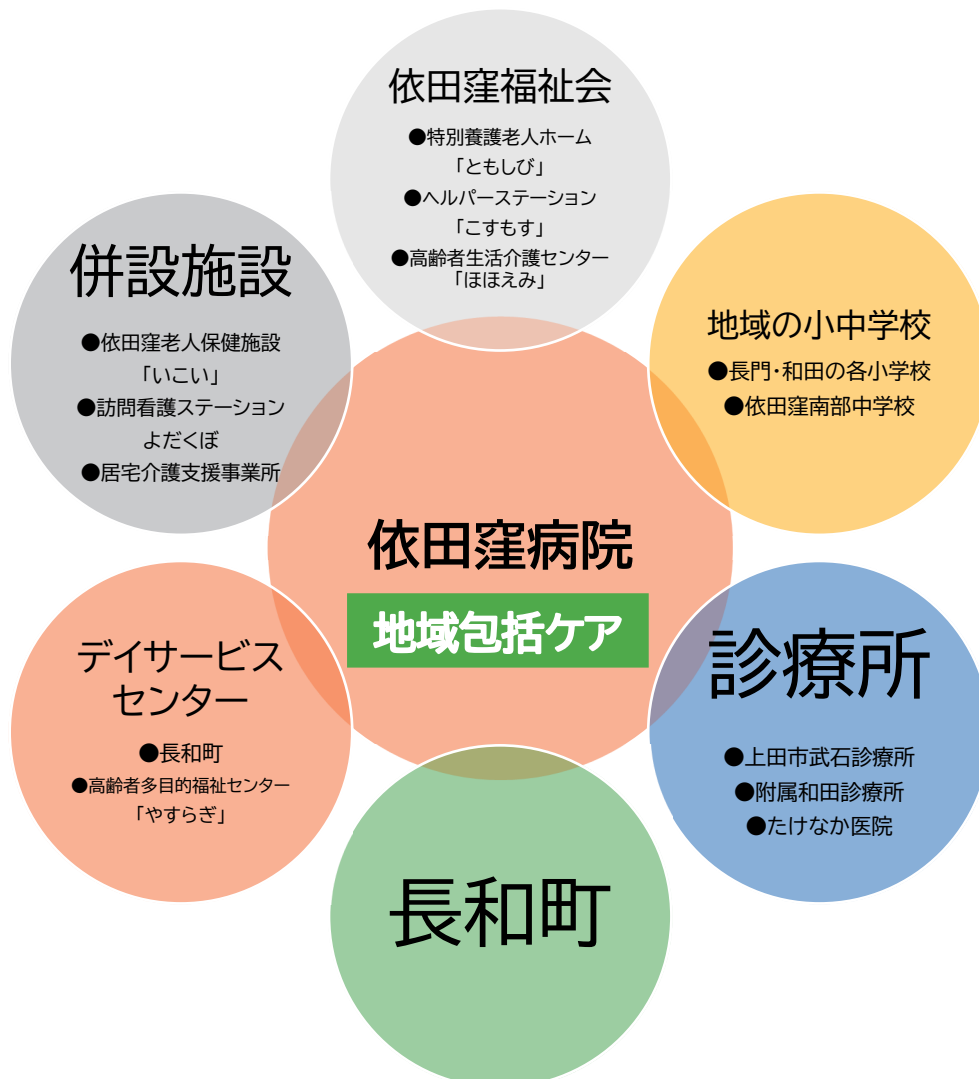 依田窪福祉会
●特別養護老人ホーム
「ともしび」
●ヘルパーステーション
「こすもす」
●高齢者生活介護センター
「ほほえみ」
併設施設
●依田窪老人保健施設
「いこい」
●訪問看護ステーション
よだくぼ
●居宅介護支援事業所
地域の小中学校
●長門・和田の各小学校
●依田窪南部中学校
依田窪病院
地域包括ケア
デイサービス
センター
●長和町
●高齢者多目的福祉センター
「やすらぎ」
診療所
●上田市武石診療所
●附属和田診療所
●たけなか医院
長和町